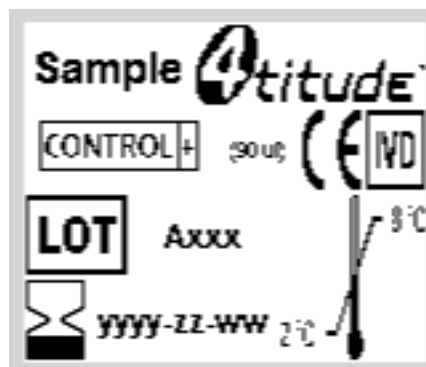 Sample 4titude
CONTROL + (90 ul) CE IVD
LOT Axxx
8°C
yyyy-zz-ww 2°C